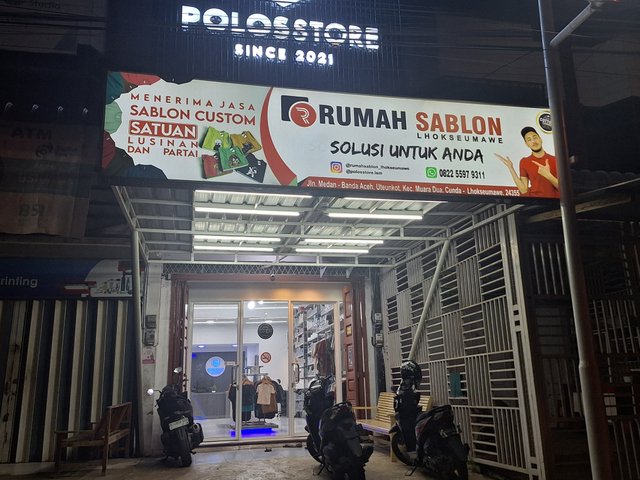 POLOS STORE
SINCE 2021
MENERIMA JASA
SABLON CUSTOM
SATUAN
LUSINAN
DAN PARTAI
RUMAH SABLON
LHOKSEUMAWE
SOLUSI UNTUK ANDA
@rumahsablon_lhokseumawe
@polosstore.lsm
0822 5597 9311
Jln. Medan - Banda Aceh, Uteunkot, Kec. Muara Dua, Cunda - Lhokseumawe, 24355
rinting